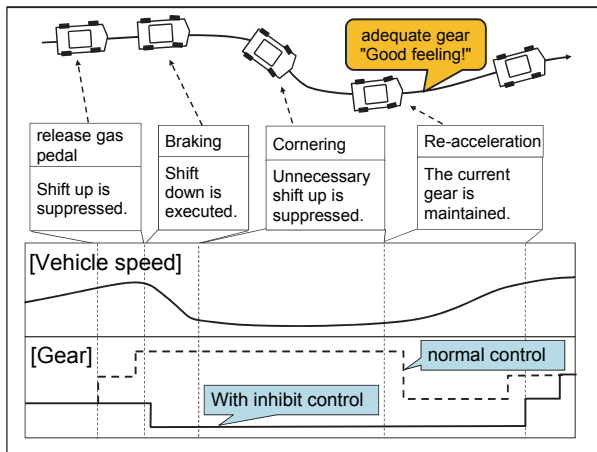 adequate gear
"Good feeling!"
release gas
pedal
Shift up is
suppressed.
Braking
Shift
down is
executed.
Cornering
Unnecessary
shift up is
suppressed.
Re-acceleration
The current
gear is
maintained.
[Vehicle speed]
[Gear]
normal control
With inhibit control